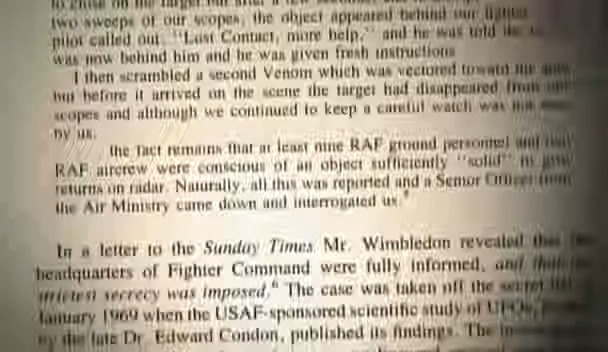 two sweeps of our scopes, the object appeared behind our fighter
pilot called out, "Lost Contact, more help," and he was told
was now behind him and he was given fresh instructions
I then scrambled a second Venom which was vectored toward the
but before it arrived on the scene the target had disappeared from
scopes and although we continued to keep a careful watch was
by us.
the fact remains that at least nine RAF ground personnel and
RAF aircrew were conscious of an object sufficiently "solid" to give
returns on radar. Naturally, all this was reported and a Senior Officer from
the Air Ministry came down and interrogated us."
In a letter to the Sunday Times Mr. Wimbledon revealed that
headquarters of Fighter Command were fully informed, and that
strictest secrecy was imposed.⁶ The case was taken off the secret list
January 1969 when the USAF-sponsored scientific study of UFOs,
by the late Dr. Edward Condon, published its findings. The